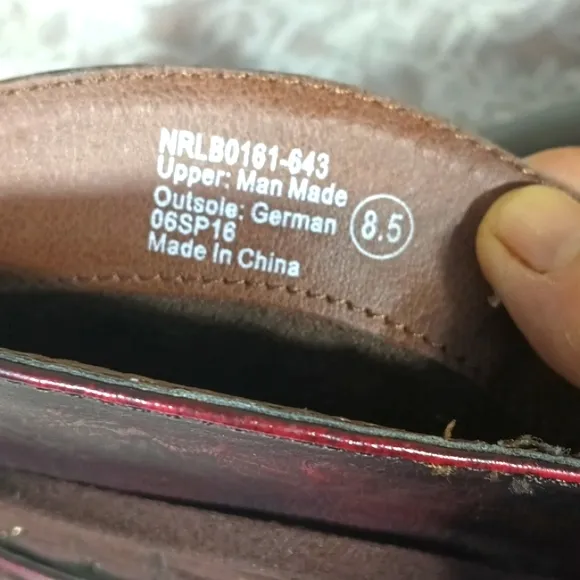 NRLB0161-643
Upper: Man Made
Outsole: German
06SP16
Made In China
8.5